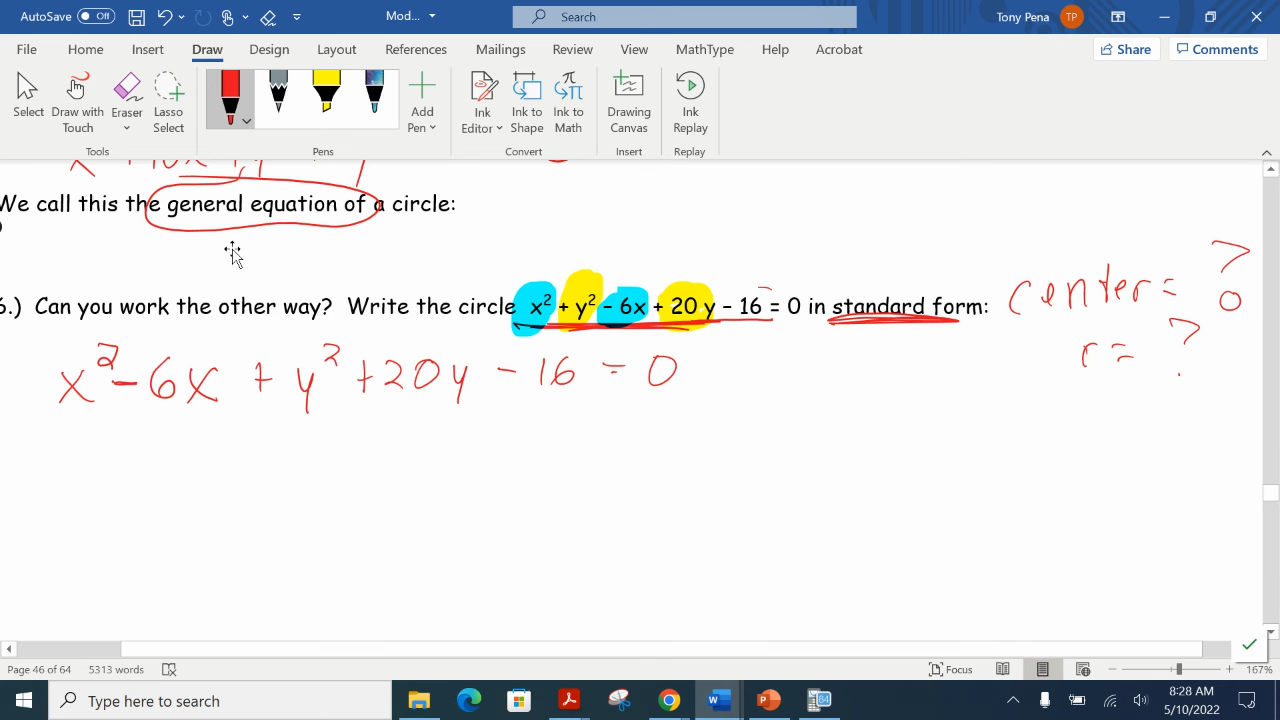 AutoSave Off Mod... Search Tony Pena TP
File Home Insert Draw Design Layout References Mailings Review View MathType Help Acrobat Share Comments
Select Draw with Touch Eraser Lasso Select Add Pen Ink Editor Ink to Shape Ink to Math Drawing Canvas Ink Replay
Tools Pens Convert Insert Replay
We call this the general equation of a circle:
6.) Can you work the other way? Write the circle x² + y² – 6x + 20 y – 16 = 0 in standard form:
center = ?
r = ?
x² - 6x + y² + 20y - 16 = 0
Page 46 of 64 5313 words Focus 167%
Type here to search 8:28 AM
5/10/2022